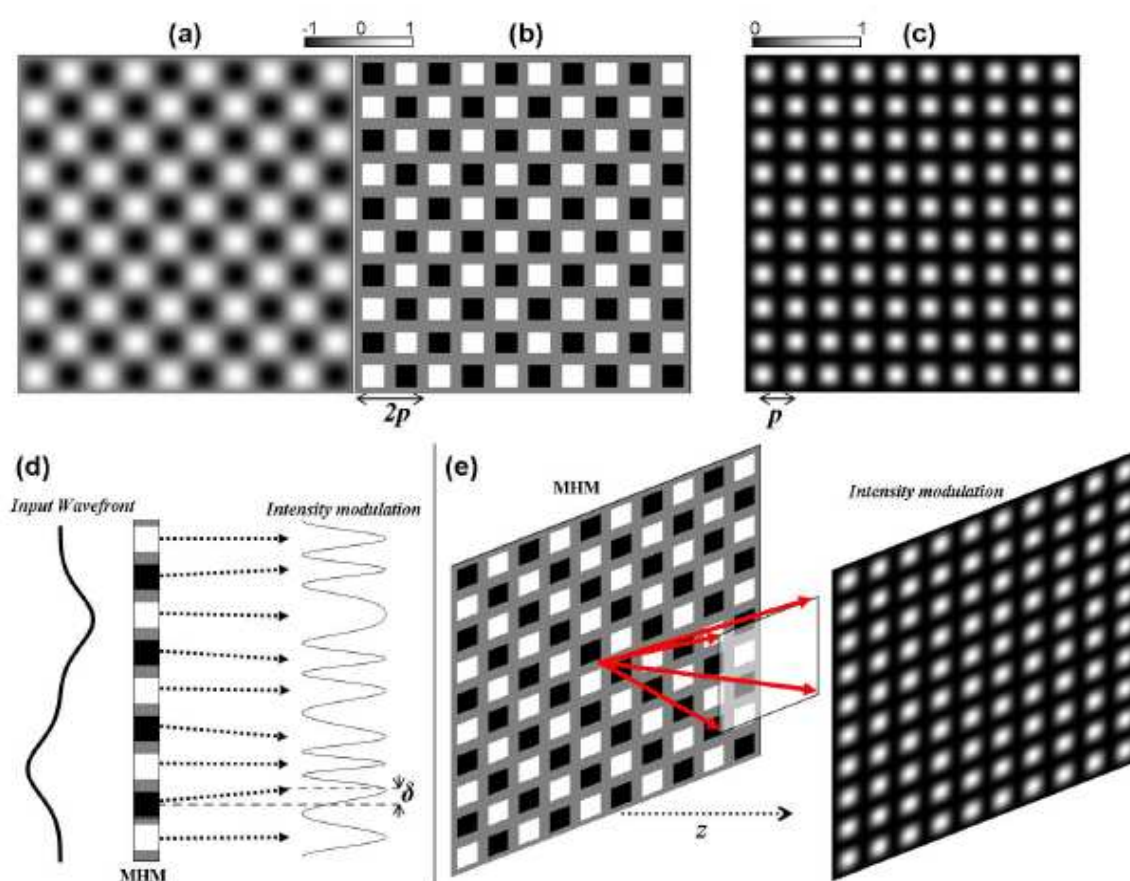 (a)
-1 0 1
(b)
0 1
(c)
2p
p
(d)
Input Wavefront
Intensity modulation
δ
MHM
(e)
MHM
Intensity modulation
z